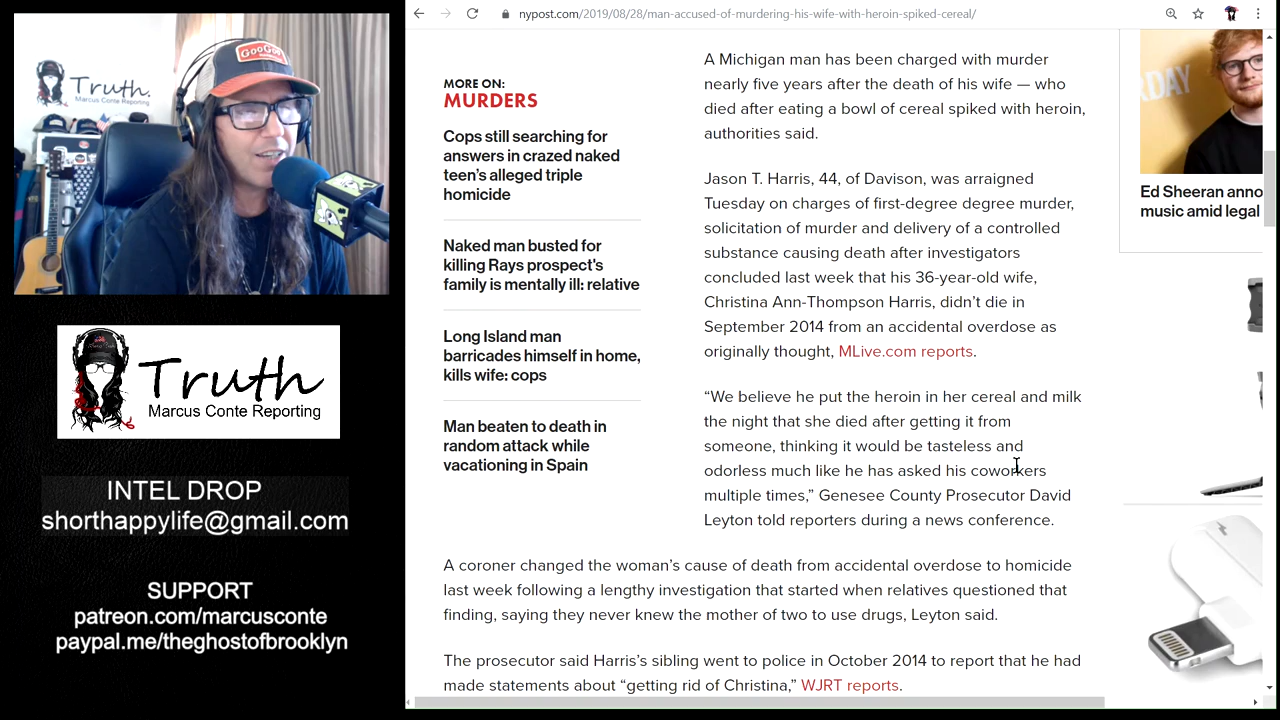 nypost.com/2019/08/28/man-accused-of-murdering-his-wife-with-heroin-spiked-cereal/
GooGoo
Truth.
Marcus Conte Reporting
Truth
Marcus Conte Reporting
INTEL DROP
shorthappylife@gmail.com
SUPPORT
patreon.com/marcusconte
paypal.me/theghostofbrooklyn
MORE ON:
MURDERS
Cops still searching for
answers in crazed naked
teen's alleged triple
homicide
Naked man busted for
killing Rays prospect's
family is mentally ill: relative
Long Island man
barricades himself in home,
kills wife: cops
Man beaten to death in
random attack while
vacationing in Spain
A Michigan man has been charged with murder
nearly five years after the death of his wife — who
died after eating a bowl of cereal spiked with heroin,
authorities said.
Jason T. Harris, 44, of Davison, was arraigned
Tuesday on charges of first-degree degree murder,
solicitation of murder and delivery of a controlled
substance causing death after investigators
concluded last week that his 36-year-old wife,
Christina Ann-Thompson Harris, didn’t die in
September 2014 from an accidental overdose as
originally thought, MLive.com reports.
“We believe he put the heroin in her cereal and milk
the night that she died after getting it from
someone, thinking it would be tasteless and
odorless much like he has asked his coworkers
multiple times,” Genesee County Prosecutor David
Leyton told reporters during a news conference.
A coroner changed the woman’s cause of death from accidental overdose to homicide
last week following a lengthy investigation that started when relatives questioned that
finding, saying they never knew the mother of two to use drugs, Leyton said.
The prosecutor said Harris’s sibling went to police in October 2014 to report that he had
made statements about “getting rid of Christina,” WJRT reports.
DAY
Ed Sheeran anno
music amid legal